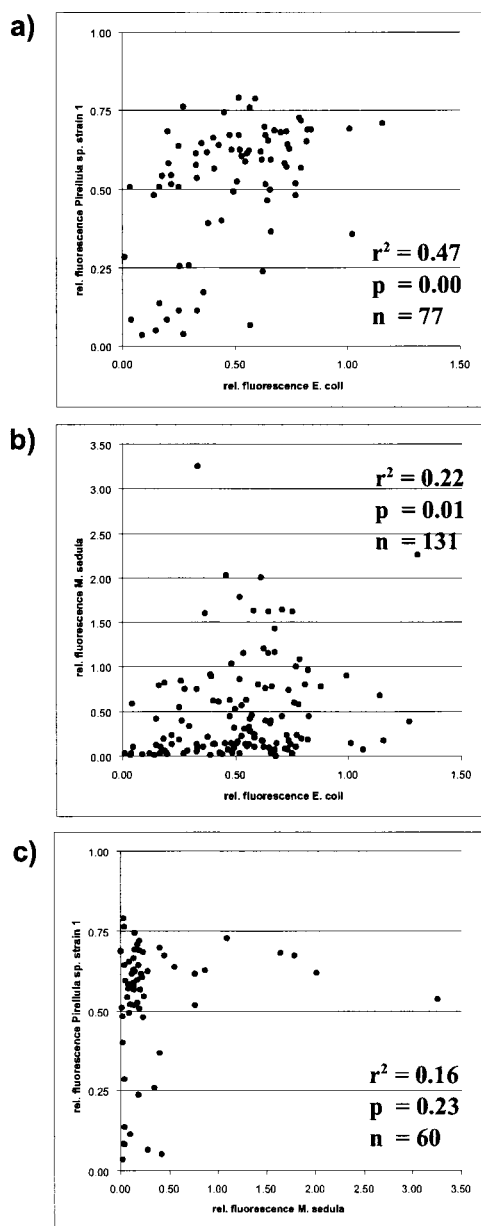 a)
1.00
0.75
0.50
0.25
0.00
rel. fluorescence Pirellula sp. strain 1
r² = 0.47
p = 0.00
n = 77
0.00 0.50 1.00 1.50
rel. fluorescence E. coli
b)
3.50
3.00
2.50
2.00
1.50
1.00
0.50
0.00
rel. fluorescence M. sedula
r² = 0.22
p = 0.01
n = 131
0.00 0.50 1.00 1.50
rel. fluorescence E. coli
c)
1.00
0.75
0.50
0.25
0.00
rel. fluorescence Pirellula sp. strain 1
r² = 0.16
p = 0.23
n = 60
0.00 0.50 1.00 1.50 2.00 2.50 3.00 3.50
rel. fluorescence M. sedula